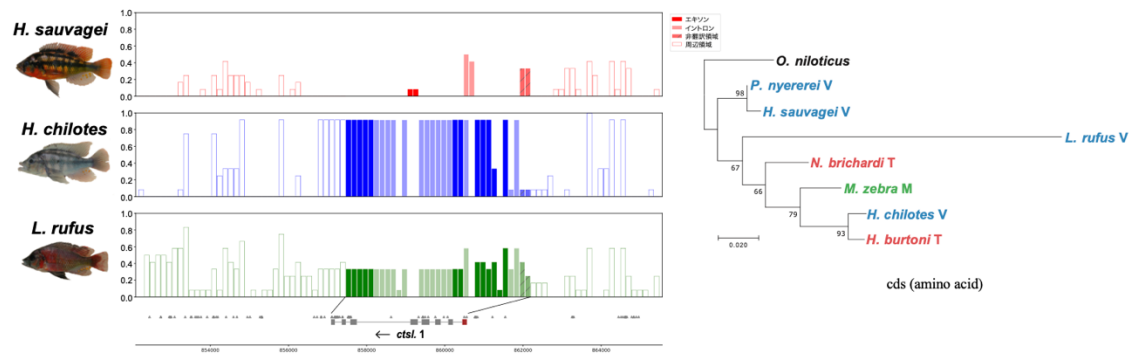 H. sauvagei
1.0
0.8
0.6
0.4
0.2
0.0
H. chilotes
1.0
0.8
0.6
0.4
0.2
0.0
L. rufus
1.0
0.8
0.6
0.4
0.2
0.0
← ctsl. 1
854000 856000 858000 860000 862000 864000
エキソン
イントロン
非翻訳領域
周辺領域
O. niloticus
P. nyererei V
98
H. sauvagei V
L. rufus V
67
N. brichardi T
66
M. zebra M
79
H. chilotes V
93
H. burtoni T
0.020
cds (amino acid)